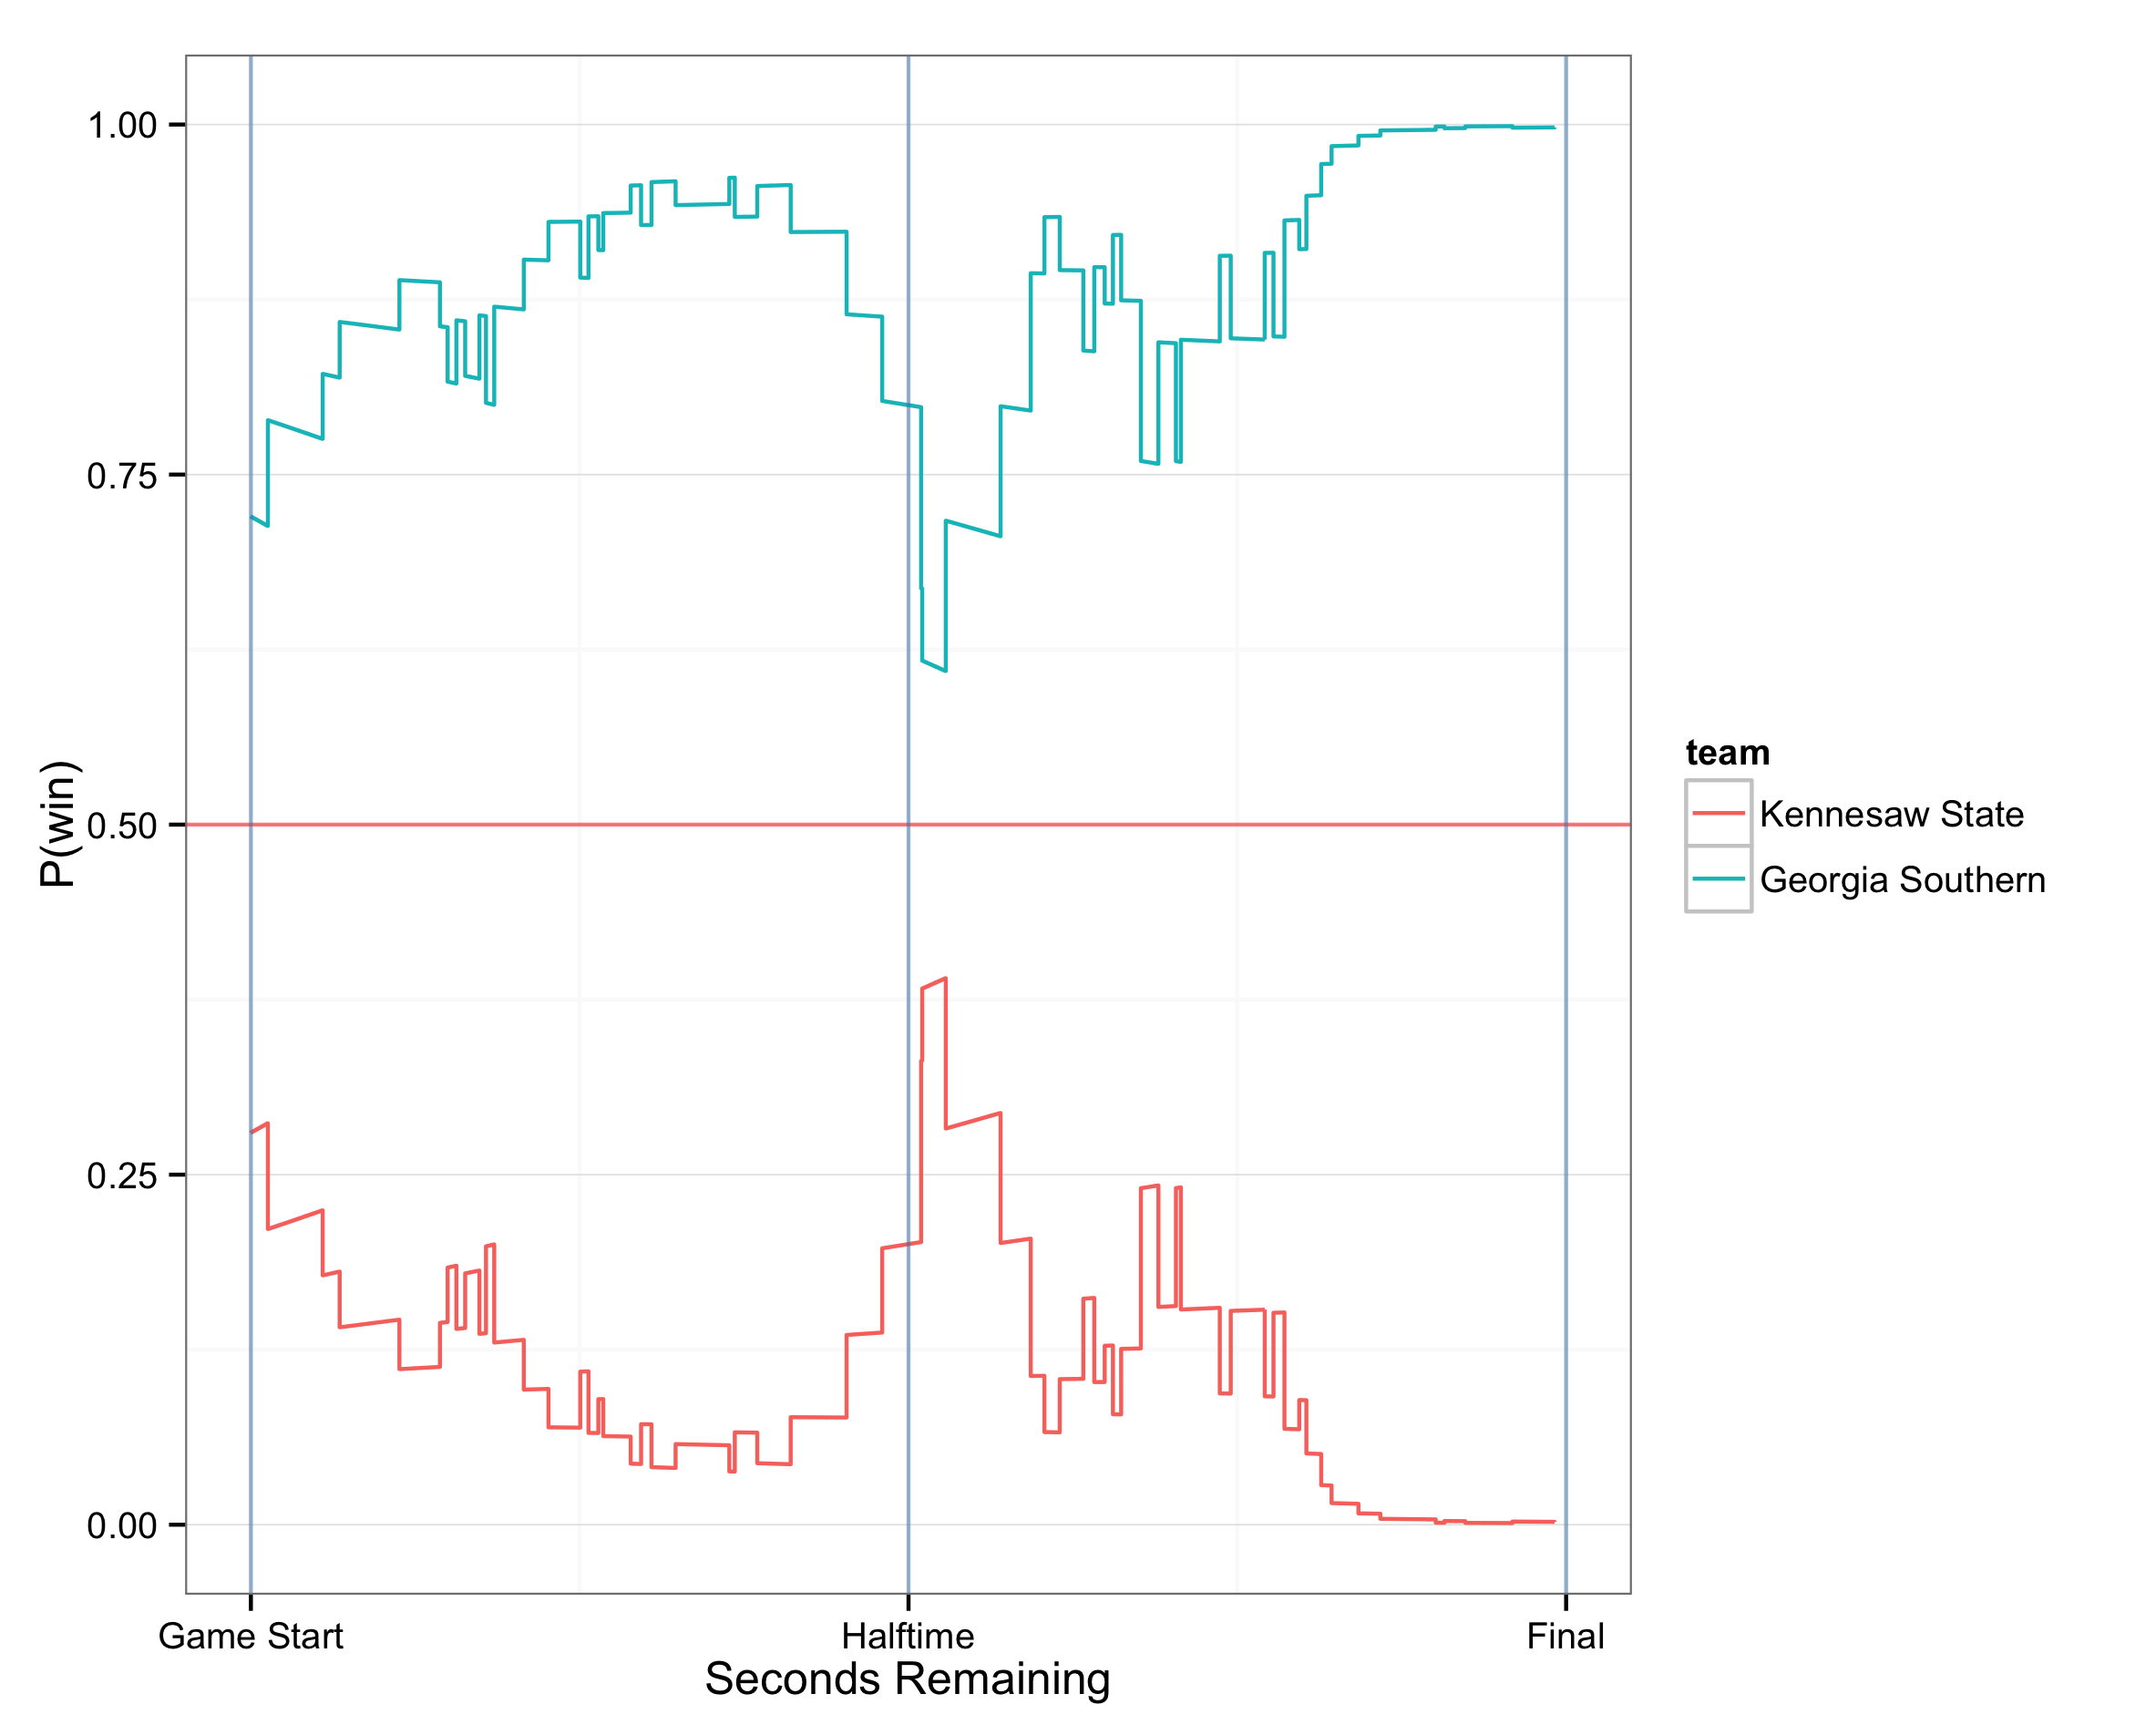 1.00
0.75
0.50
0.25
0.00
P(win)
Game Start
Halftime
Final
Seconds Remaining
team
Kennesaw State
Georgia Southern